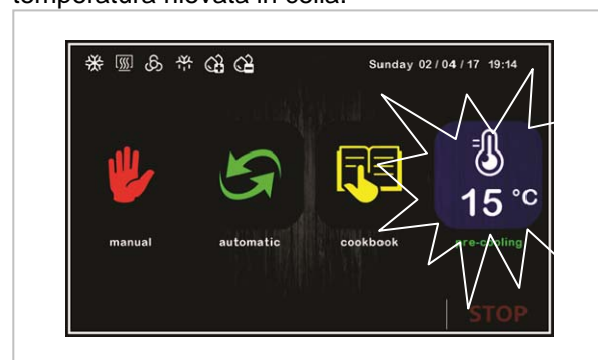 temperatura rilevata in cella.
Sunday 02 / 04 / 17 19:14
15 °C
manual automatic cookbook pre-cooling
STOP